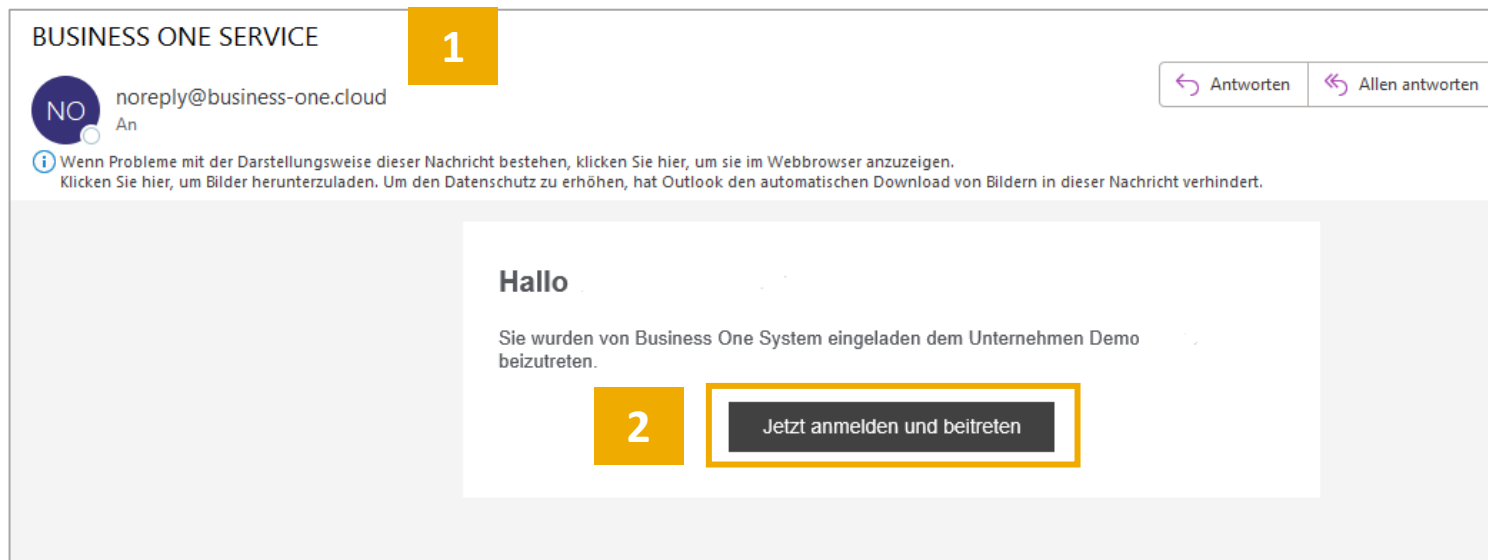 BUSINESS ONE SERVICE
1
NO
noreply@business-one.cloud
An
Antworten
Allen antworten
Wenn Probleme mit der Darstellungsweise dieser Nachricht bestehen, klicken Sie hier, um sie im Webbrowser anzuzeigen.
Klicken Sie hier, um Bilder herunterzuladen. Um den Datenschutz zu erhöhen, hat Outlook den automatischen Download von Bildern in dieser Nachricht verhindert.
Hallo
Sie wurden von Business One System eingeladen dem Unternehmen Demo
beizutreten.
2
Jetzt anmelden und beitreten